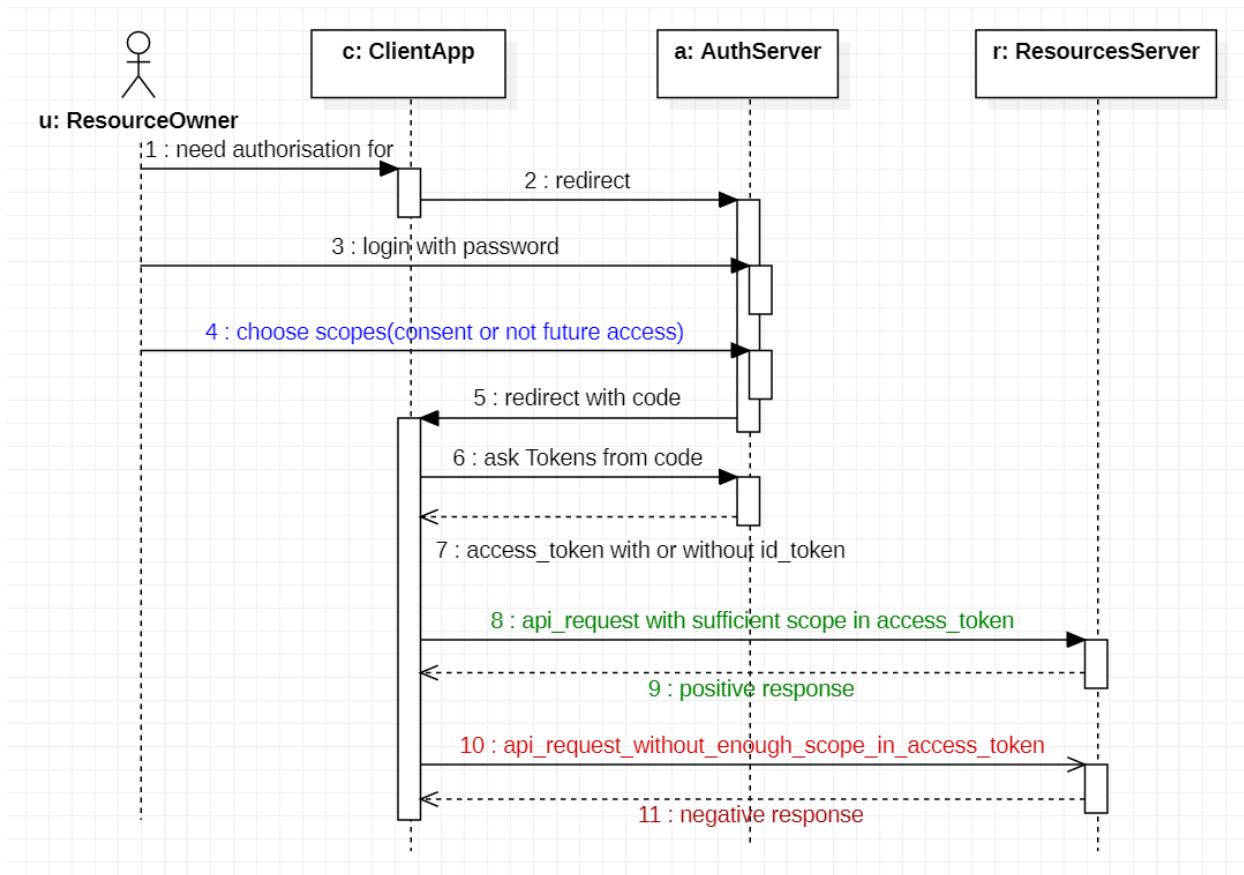 c: ClientApp
a: AuthServer
r: ResourcesServer
u: ResourceOwner
1 : need authorisation for
2 : redirect
3 : login with password
4 : choose scopes(consent or not future access)
5 : redirect with code
6 : ask Tokens from code
7 : access_token with or without id_token
8 : api_request with sufficient scope in access_token
9 : positive response
10 : api_request_without_enough_scope_in_access_token
11 : negative response